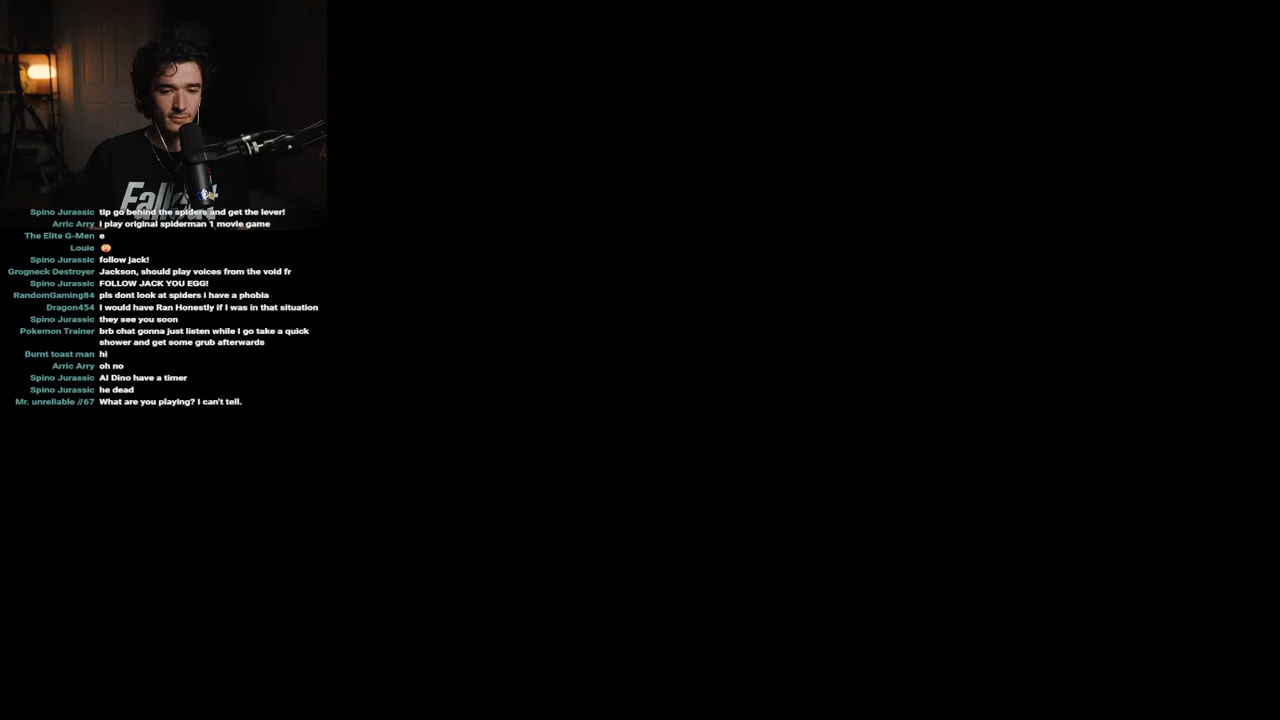 Fallout
Spino Jurassic tip go behind the spiders and get the lever!
Arric Arry i play original spiderman 1 movie game
The Elite G-Men e
Louie
Spino Jurassic follow jack!
Grogneck Destroyer Jackson, should play voices from the void fr
Spino Jurassic FOLLOW JACK YOU EGG!
RandomGaming84 pls dont look at spiders i have a phobia
Dragon454 I would have Ran Honestly if I was in that situation
Spino Jurassic they see you soon
Pokemon Trainer brb chat gonna just listen while I go take a quick
shower and get some grub afterwards
Burnt toast man hi
Arric Arry oh no
Spino Jurassic AI Dino have a timer
Spino Jurassic he dead
Mr. unreliable //67 What are you playing? I can't tell.